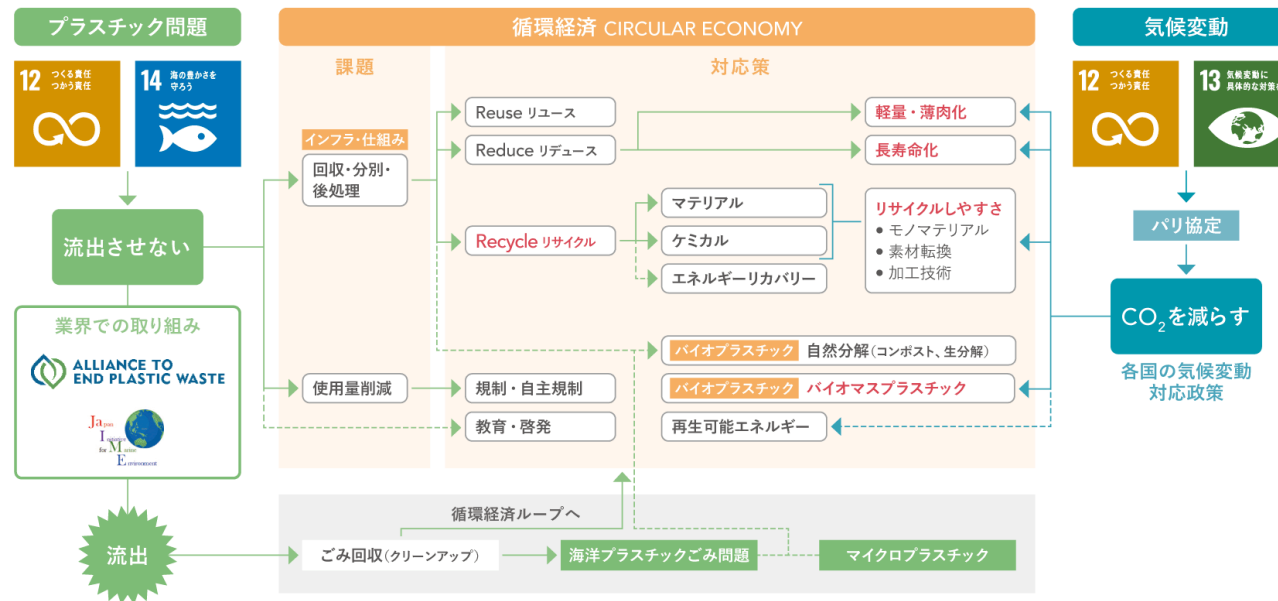 プラスチック問題
循環経済 CIRCULAR ECONOMY
気候変動
12 つくる責任
つかう責任
14 海の豊かさを
守ろう
課題
対応策
12 つくる責任
つかう責任
13 気候変動に
具体的な対策
インフラ・仕組み
回収・分別・
後処理
Reuse リユース
Reduce リデュース
Recycle リサイクル
軽量・薄肉化
長寿命化
マテリアル
ケミカル
エネルギーリカバリー
リサイクルしやすさ
● モノマテリアル
● 素材転換
● 加工技術
流出させない
パリ協定
CO₂を減らす
各国の気候変動
対応政策
業界での取り組み
ALLIANCE TO
END PLASTIC WASTE
Japan
Initiative
for Marine
Environment
バイオプラスチック 自然分解(コンポスト、生分解)
使用量削減
規制・自主規制
バイオプラスチック バイオマスプラスチック
教育・啓発
再生可能エネルギー
循環経済ループへ
流出
ごみ回収(クリーンアップ)
海洋プラスチックごみ問題
マイクロプラスチック